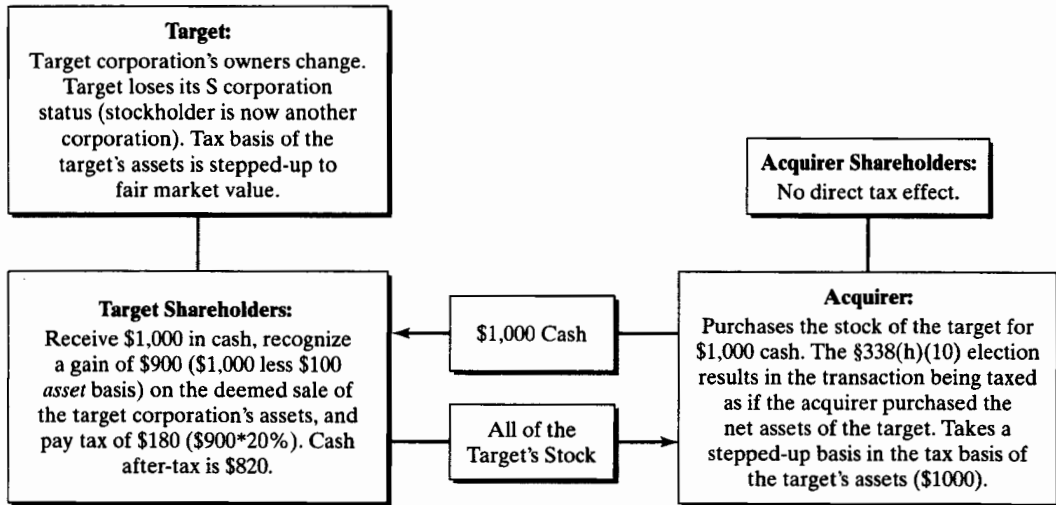 Target:
Target corporation's owners change.
Target loses its S corporation
status (stockholder is now another
corporation). Tax basis of the
target's assets is stepped-up to
fair market value.
Acquirer Shareholders:
No direct tax effect.
Target Shareholders:
Receive $1,000 in cash, recognize
a gain of $900 ($1,000 less $100
asset basis) on the deemed sale of
the target corporation's assets, and
pay tax of $180 ($900*20%). Cash
after-tax is $820.
$1,000 Cash
All of the
Target's Stock
Acquirer:
Purchases the stock of the target for
$1,000 cash. The §338(h)(10) election
results in the transaction being taxed
as if the acquirer purchased the
net assets of the target. Takes a
stepped-up basis in the tax basis of
the target's assets ($1000).